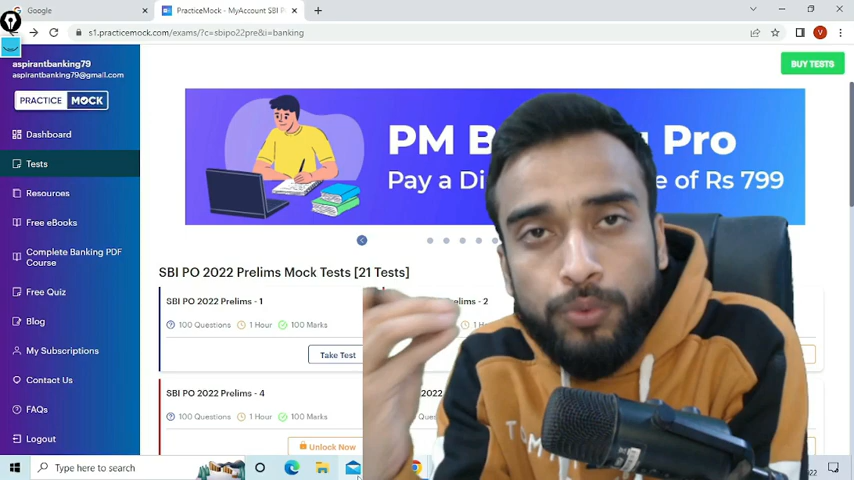 Google
PracticeMock - MyAccount SBI P
s1.practicemock.com/exams/?c=sbipo22pre&i=banking
V
aspirantbanking79
aspirantbanking79@gmail.com
PRACTICE MOCK
Dashboard
Tests
Resources
Free eBooks
Complete Banking PDF
Course
Free Quiz
Blog
My Subscriptions
Contact Us
FAQs
Logout
BUY TESTS
PM B Pro
Pay a Di e of Rs 799
SBI PO 2022 Prelims Mock Tests [21 Tests]
SBI PO 2022 Prelims - 1
100 Questions 1 Hour 100 Marks
Take Test
elims - 2
1 H
SBI PO 2022 Prelims - 4
100 Questions 1 Hour 100 Marks
Unlock Now
2022
Que
TOMM
Type here to search
2022